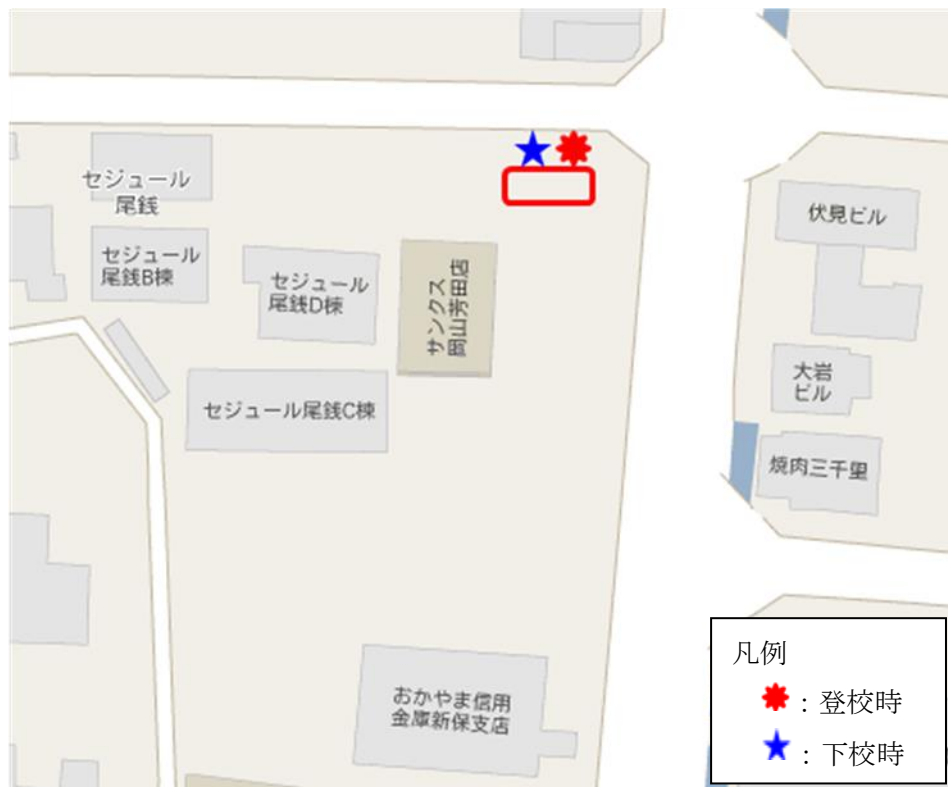 セジュール
尾銭
セジュール
尾銭B棟
セジュール
尾銭D棟
サンクス
岡山芳田店
セジュール尾銭C棟
伏見ビル
大岩
ビル
焼肉三千里
おかやま信用
金庫新保支店
凡例
：登校時
：下校時